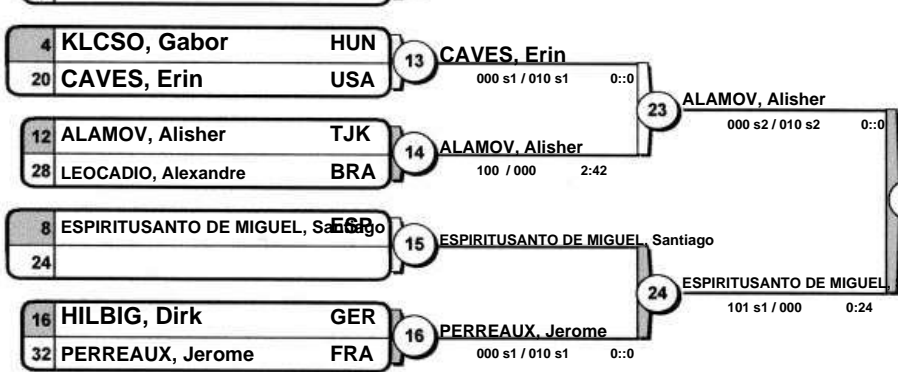 4 KLCSO, Gabor HUN
20 CAVES, Erin USA
13 CAVES, Erin
000 s1 / 010 s1 0::0
12 ALAMOV, Alisher TJK
28 LEOCADIO, Alexandre BRA
14 ALAMOV, Alisher
100 / 000 2:42
23 ALAMOV, Alisher
000 s2 / 010 s2 0::0
8 ESPIRITUSANTO DE MIGUEL, Santiago ESP
24
15 ESPIRITUSANTO DE MIGUEL, Santiago
16 HILBIG, Dirk GER
32 PERREAUX, Jerome FRA
16 PERREAUX, Jerome
000 s1 / 010 s1 0::0
24 ESPIRITUSANTO DE MIGUEL,
101 s1 / 000 0:24